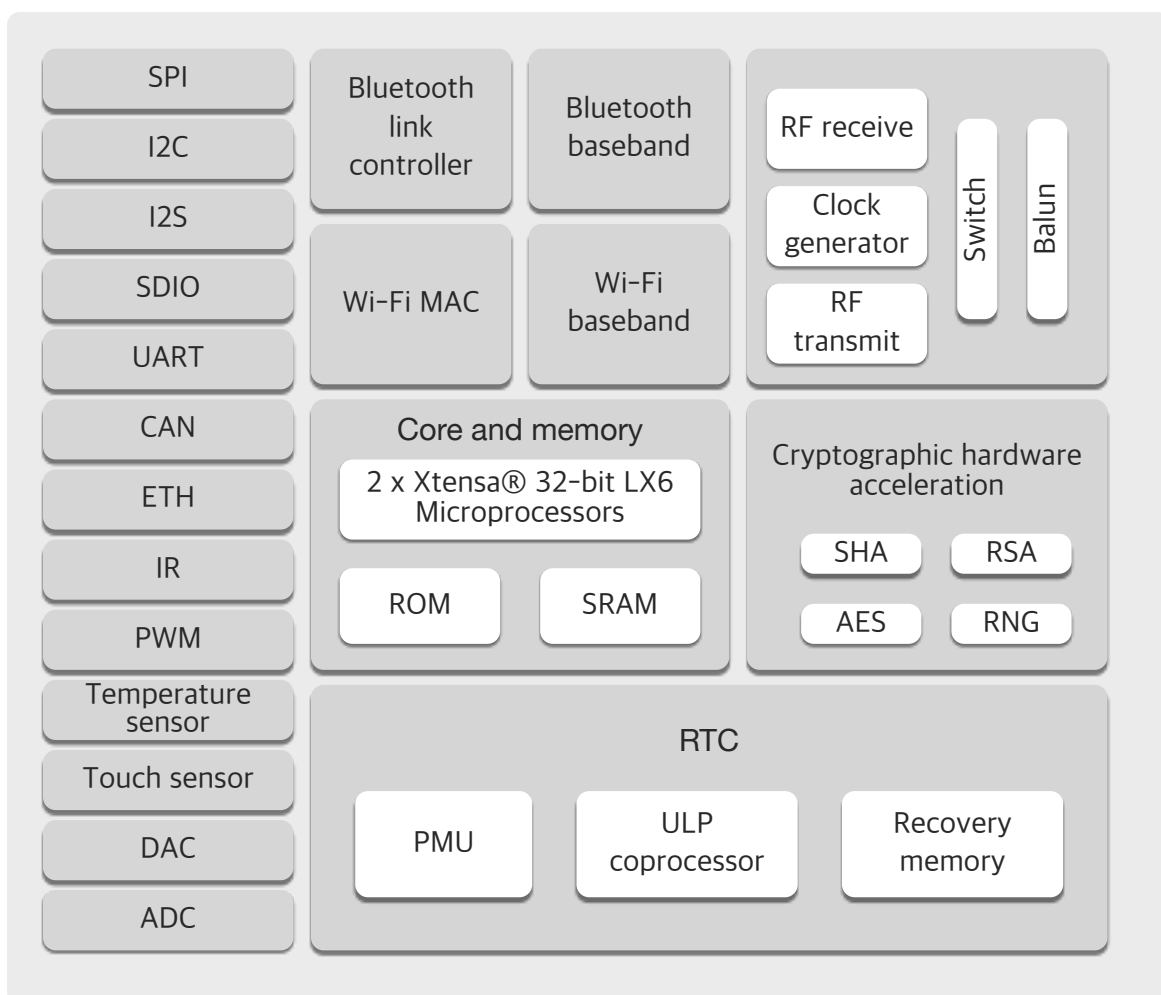 SPI
I2C
I2S
SDIO
UART
CAN
ETH
IR
PWM
Temperature
sensor
Touch sensor
DAC
ADC
Bluetooth
link
controller
Bluetooth
baseband
Wi-Fi MAC
Wi-Fi
baseband
RF receive
Clock
generator
RF
transmit
Switch
Balun
Core and memory
2 x Xtensa® 32-bit LX6
Microprocessors
ROM
SRAM
Cryptographic hardware
acceleration
SHA
RSA
AES
RNG
RTC
PMU
ULP
coprocessor
Recovery
memory